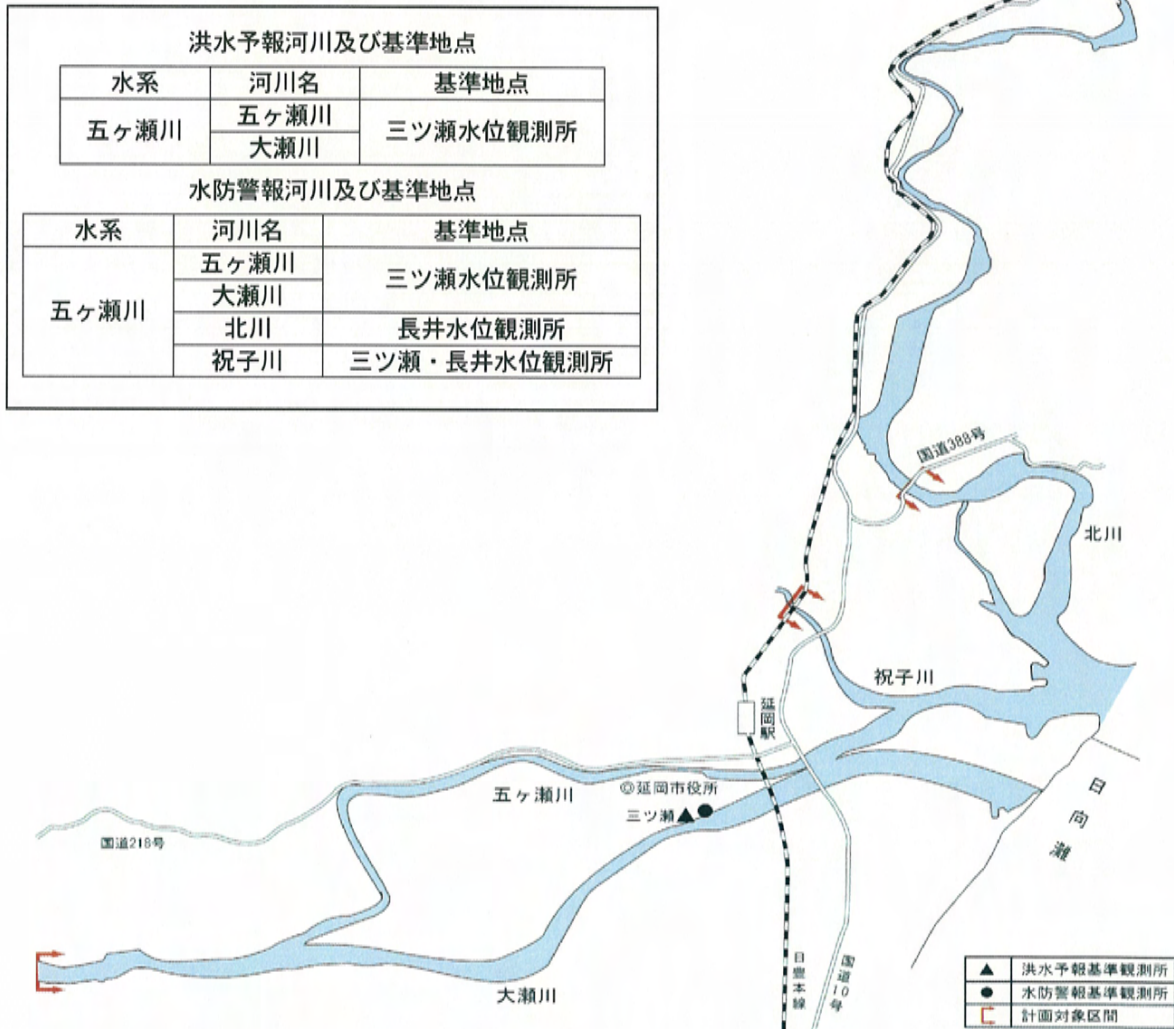 洪水予報河川及び基準地点
水系 河川名 基準地点
五ヶ瀬川 五ヶ瀬川 三ツ瀬水位観測所
大瀬川
水防警報河川及び基準地点
水系 河川名 基準地点
五ヶ瀬川 五ヶ瀬川 三ツ瀬水位観測所
大瀬川
北川 長井水位観測所
祝子川 三ツ瀬・長井水位観測所
国道388号
北川
祝子川
延岡駅
五ヶ瀬川
◎延岡市役所
三ツ瀬
国道218号
日向灘
大瀬川
日豊本線
国道10号
▲ 洪水予報基準観測所
● 水防警報基準観測所
計画対象区間